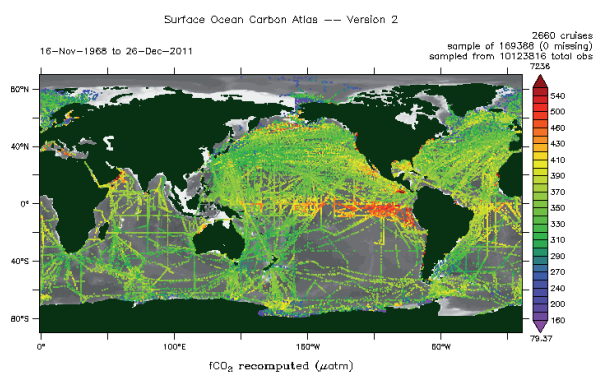 Surface Ocean Carbon Atlas —— Version 2
2660 cruises
16-Nov-1968 to 26-Dec-2011
sample of 169388 (0 missing)
sampled from 10123816 total obs
7236
540
500
460
430
410
390
370
350
330
310
290
270
240
200
160
79.37
80°N
40°N
0°
40°S
80°S
0°
100°E
160°W
60°W
fCO₂ recomputed (μatm)